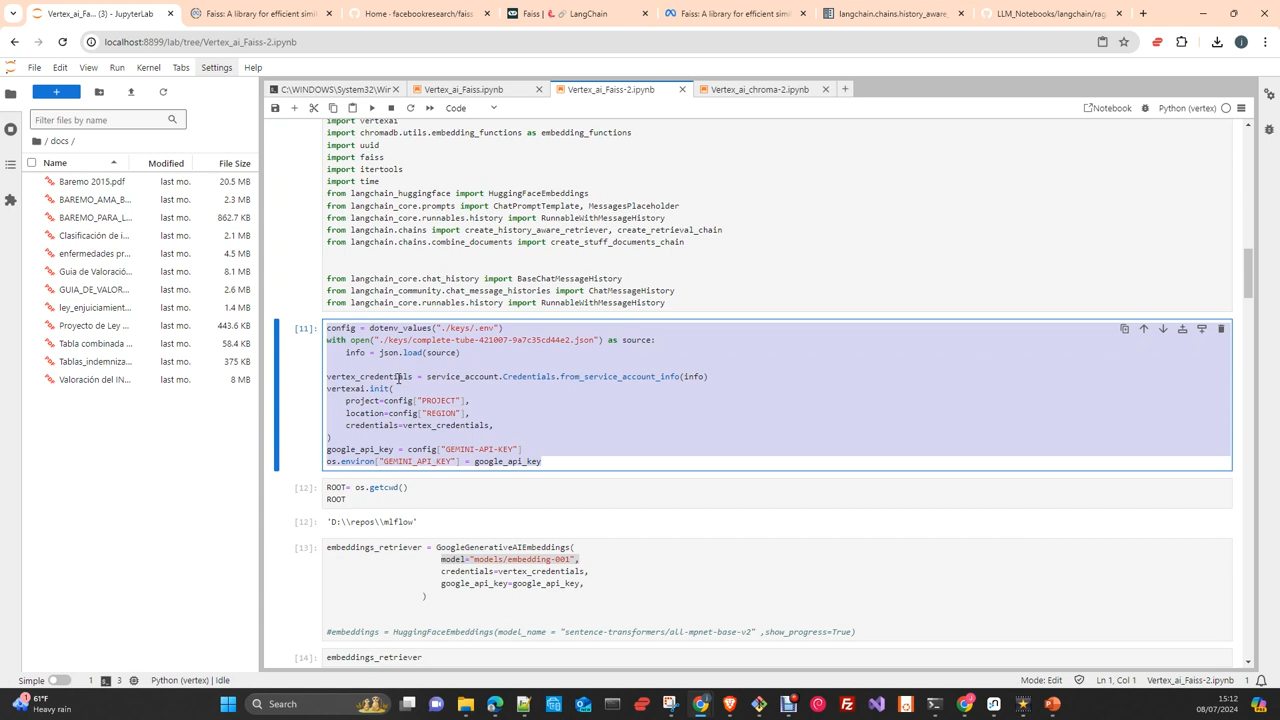 Vertex_ai_Fais... (4) - JupyterLab
Faiss: A library for efficient simil
Home · facebookresearch/faiss
Faiss | 🦜️🔗 LangChain
Faiss: A library for efficient simil
langchain.chains.history_aware_
LLM_Notebooks/langchain/rag
localhost:8899/lab/tree/Vertex_ai_Faiss-2.ipynb
File Edit View Run Kernel Tabs Settings Help
C:\WINDOWS\System32\Win
Vertex_ai_Faiss.ipynb
Vertex_ai_Faiss-2.ipynb
Vertex_ai_chroma-2.ipynb
Code
Notebook
Python (vertex)
Filter files by name
/ docs /
Name Modified File Size
Baremo 2015.pdf last mo. 20.5 MB
BAREMO_AMA_B... last mo. 2.3 MB
BAREMO_PARA_L... last mo. 862.7 KB
Clasificación de i... last mo. 2.1 MB
enfermedades pr... last mo. 4.5 MB
Guia de Valoració... last mo. 8.1 MB
GUIA_DE_VALOR... last mo. 2.9 MB
ley_enjuiciamient... last mo. 1.4 MB
Proyecto de Ley ... last mo. 443.6 KB
Tabla combinada ... last mo. 58.4 KB
Tablas_indemniza... last mo. 375 KB
Valoración del IN... last mo. 8 MB
import vertexai
import chromadb.utils.embedding_functions as embedding_functions
import uuid
import faiss
import itertools
import time
from langchain_huggingface import HuggingFaceEmbeddings
from langchain_core.prompts import ChatPromptTemplate, MessagesPlaceholder
from langchain_core.runnables.history import RunnableWithMessageHistory
from langchain.chains import create_history_aware_retriever, create_retrieval_chain
from langchain.chains.combine_documents import create_stuff_documents_chain
from langchain_core.chat_history import BaseChatMessageHistory
from langchain_community.chat_message_histories import ChatMessageHistory
from langchain_core.runnables.history import RunnableWithMessageHistory
[11]: config = dotenv_values("./keys/.env")
with open("./keys/complete-tube-421007-9a7c35cd44e2.json") as source:
info = json.load(source)
vertex_credentials = service_account.Credentials.from_service_account_info(info)
vertexai.init(
project=config["PROJECT"],
location=config["REGION"],
credentials=vertex_credentials,
)
google_api_key = config["GEMINI-API-KEY"]
os.environ["GEMINI_API_KEY"] = google_api_key
[12]: ROOT= os.getcwd()
ROOT
[12]: 'D:\\repos\\mlflow'
[13]: embeddings_retriever = GoogleGenerativeAIEmbeddings(
model="models/embedding-001",
credentials=vertex_credentials,
google_api_key=google_api_key,
)
#embeddings = HuggingFaceEmbeddings(model_name = "sentence-transformers/all-mpnet-base-v2" ,show_progress=True)
[14]: embeddings_retriever
Simple 1 3 Python (vertex) | Idle
Mode: Edit Ln 1, Col 1 Vertex_ai_Faiss-2.ipynb 1
61°F
Heavy rain
Search
15:12
08/07/2024